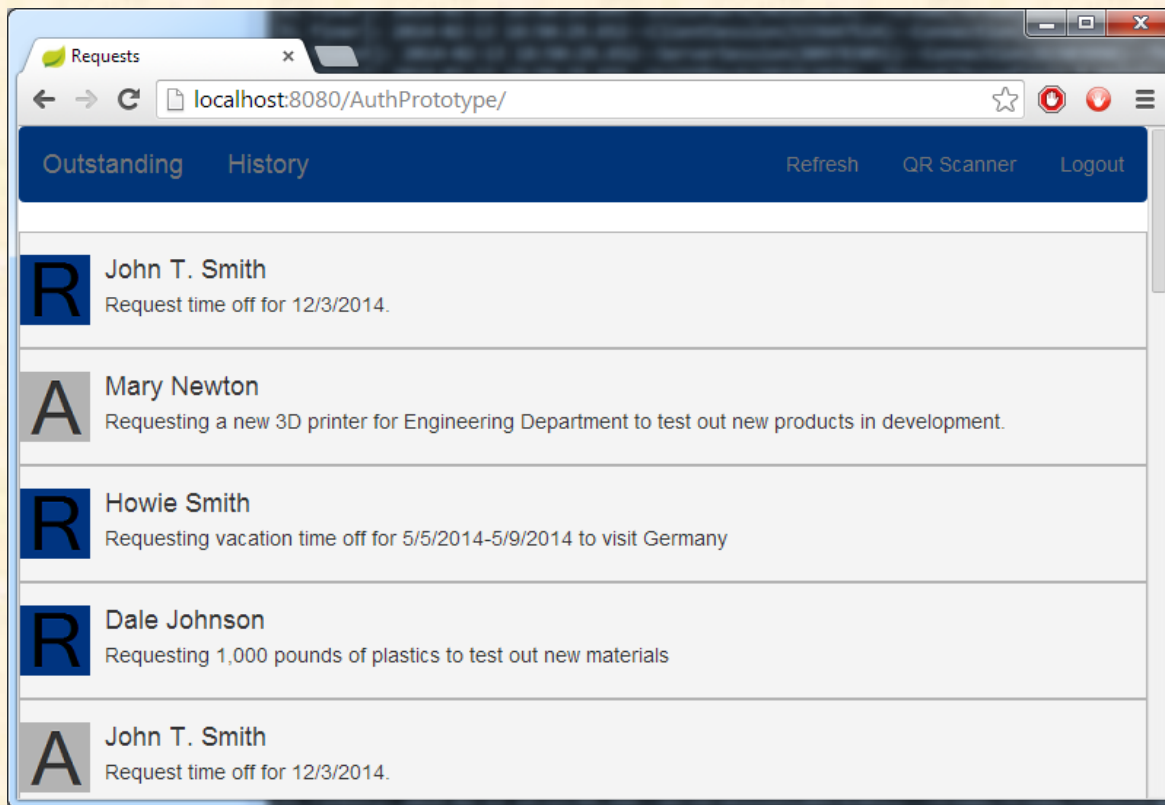 Requests
localhost:8080/AuthPrototype/
Outstanding History Refresh QR Scanner Logout
R
John T. Smith
Request time off for 12/3/2014.
A
Mary Newton
Requesting a new 3D printer for Engineering Department to test out new products in development.
R
Howie Smith
Requesting vacation time off for 5/5/2014-5/9/2014 to visit Germany
R
Dale Johnson
Requesting 1,000 pounds of plastics to test out new materials
A
John T. Smith
Request time off for 12/3/2014.